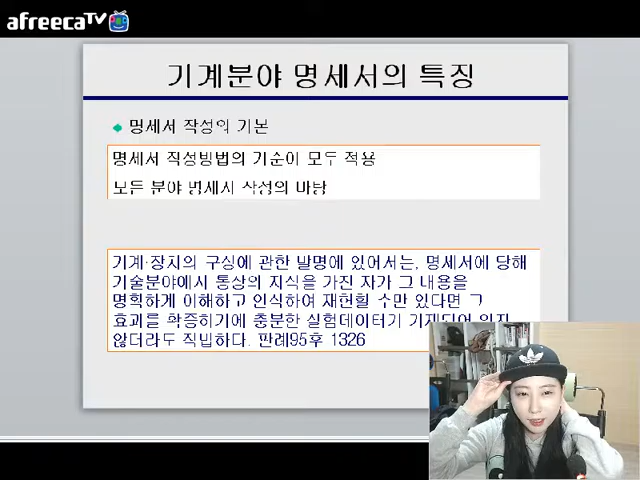 afreecaTV
기계분야 명세서의 특징
명세서 작성의 기본
명세서 작성방법의 기준이 모두 적용
모든 분야 명세서 작성의 바탕
기계·장치의 구성에 관한 발명에 있어서는, 명세서에 당해
기술분야에서 통상의 지식을 가진 자가 그 내용을
명확하게 이해하고 인식하여 재현할 수만 있다면 그
효과를 확증하기에 충분한 실험데이터가 기재되어 있지
않더라도 적법하다. 판례95후 1326